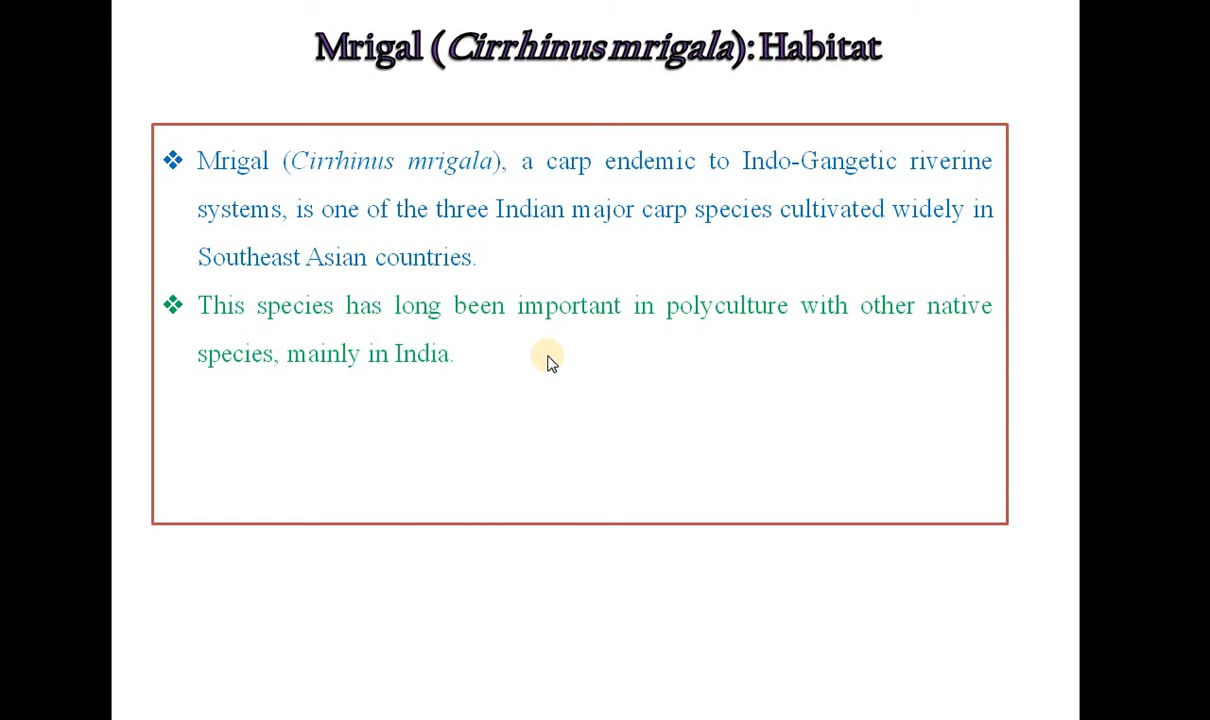 Mrigal (Cirrhinus mrigala): Habitat
❖ Mrigal (Cirrhinus mrigala), a carp endemic to Indo-Gangetic riverine
systems, is one of the three Indian major carp species cultivated widely in
Southeast Asian countries.
❖ This species has long been important in polyculture with other native
species, mainly in India.